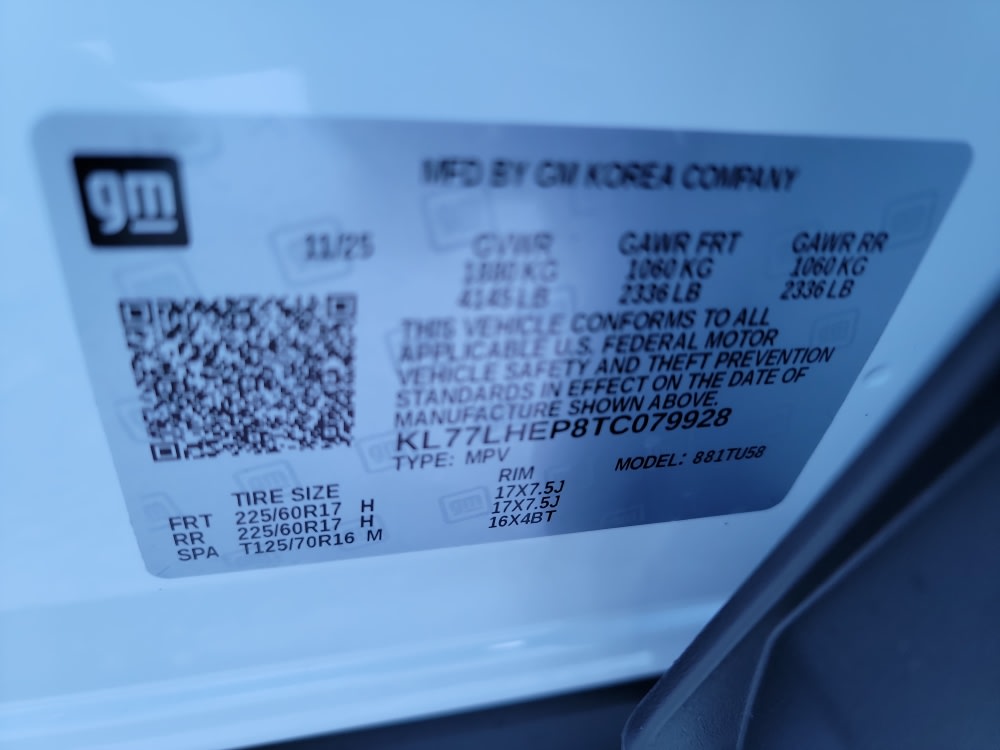 gm
MFD BY GM KOREA COMPANY
11/25 GVWR GAWR FRT GAWR RR
1880 KG 1060 KG 1060 KG
4145 LB 2336 LB 2336 LB
THIS VEHICLE CONFORMS TO ALL
APPLICABLE U.S. FEDERAL MOTOR
VEHICLE SAFETY AND THEFT PREVENTION
STANDARDS IN EFFECT ON THE DATE OF
MANUFACTURE SHOWN ABOVE.
KL77LHEP8TC079928
TYPE: MPV MODEL: 881TU58
TIRE SIZE RIM
FRT 225/60R17 H 17X7.5J
RR 225/60R17 H 17X7.5J
SPA T125/70R16 M 16X4BT